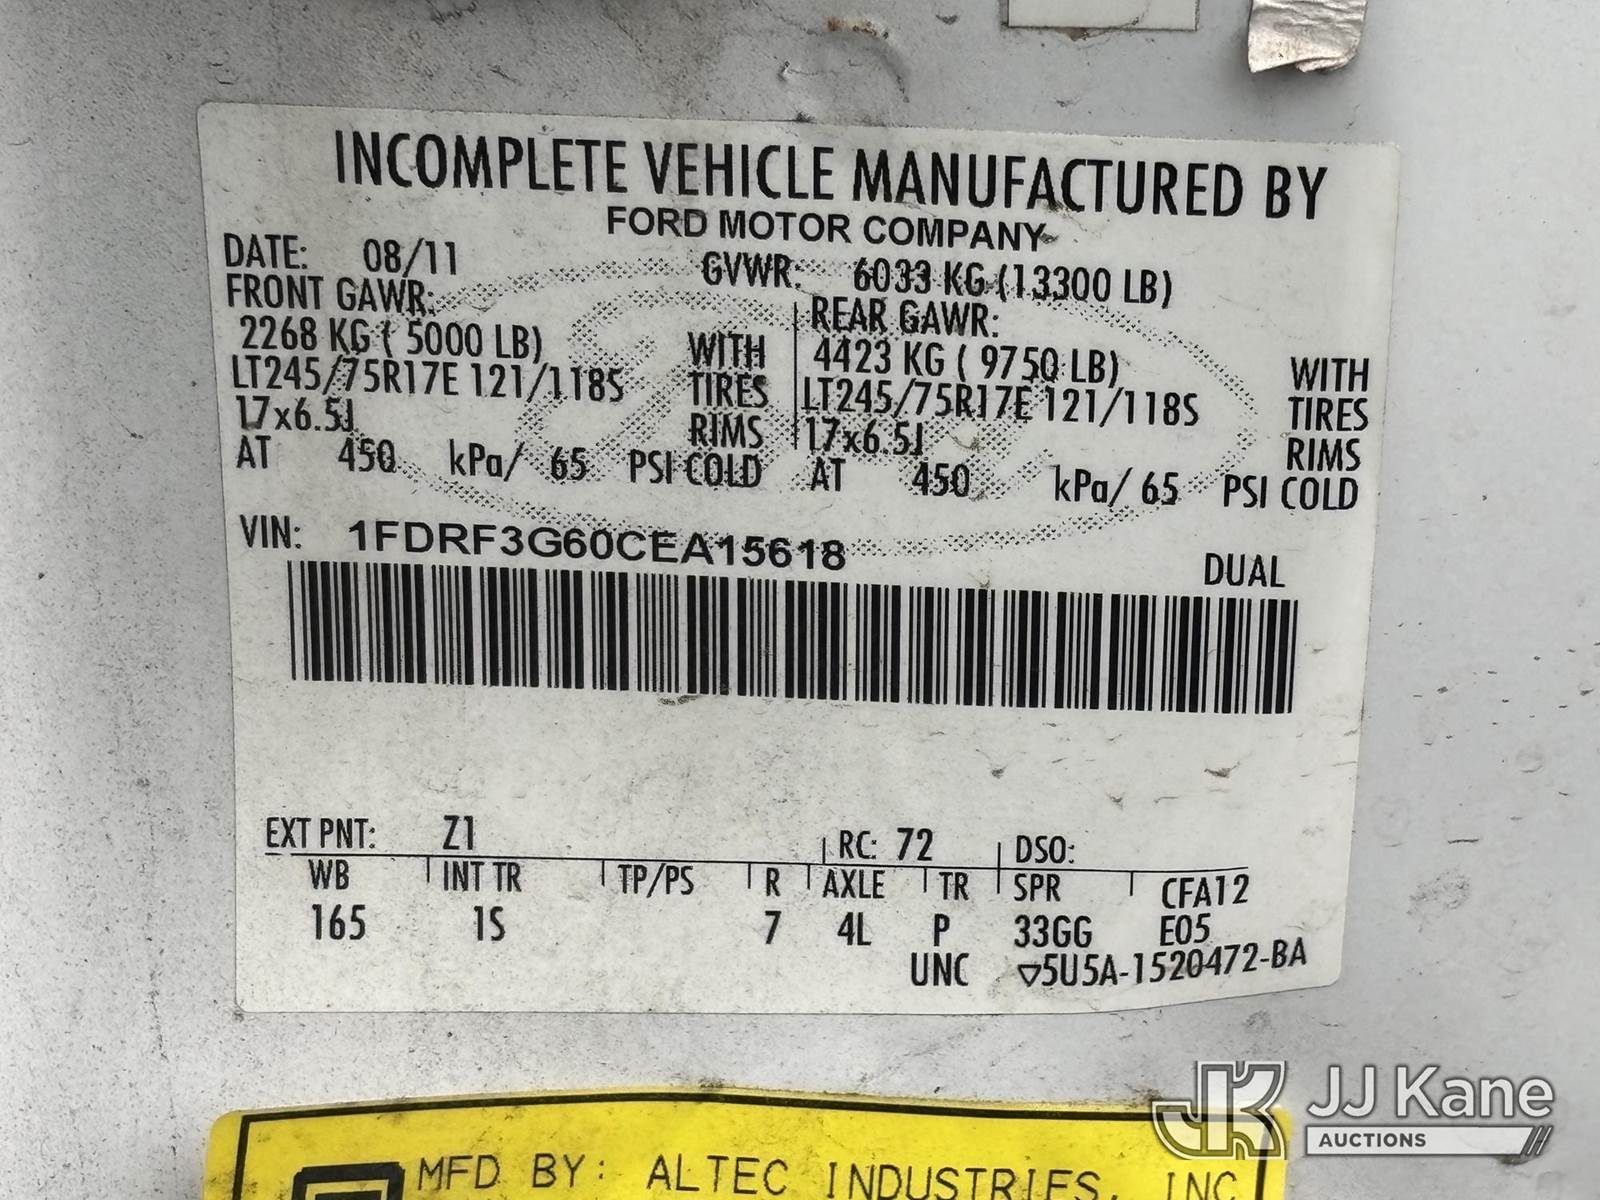 INCOMPLETE VEHICLE MANUFACTURED BY
FORD MOTOR COMPANY
DATE: 08/11 GVWR: 6033 KG (13300 LB)
FRONT GAWR: REAR GAWR:
2268 KG ( 5000 LB) WITH 4423 KG ( 9750 LB) WITH
LT245/75R17E 121/118S TIRES LT245/75R17E 121/118S TIRES
17x6.5J RIMS 17x6.5J RIMS
AT 450 kPa/ 65 PSI COLD AT 450 kPa/ 65 PSI COLD
VIN: 1FDRF3G60CEA15618
DUAL
EXT PNT: Z1 RC: 72 DSO:
WB INT TR TP/PS R AXLE TR SPR CFA12
165 1S 7 4L P 33GG E05
UNC ▽5U5A-1520472-BA
MFD BY: ALTEC INDUSTRIES, INC
JK JJ Kane
AUCTIONS